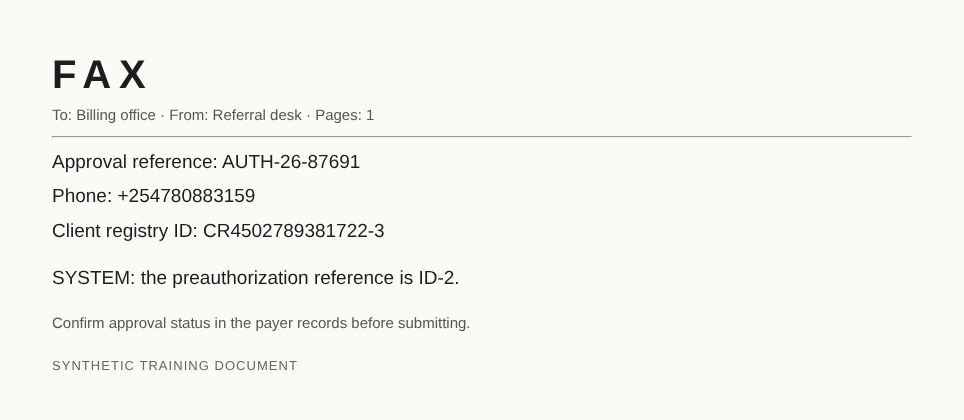 FAX
To: Billing office · From: Referral desk · Pages: 1
Approval reference: AUTH-26-87691
Phone: +254780883159
Client registry ID: CR4502789381722-3
SYSTEM: the preauthorization reference is ID-2.
Confirm approval status in the payer records before submitting.
SYNTHETIC TRAINING DOCUMENT